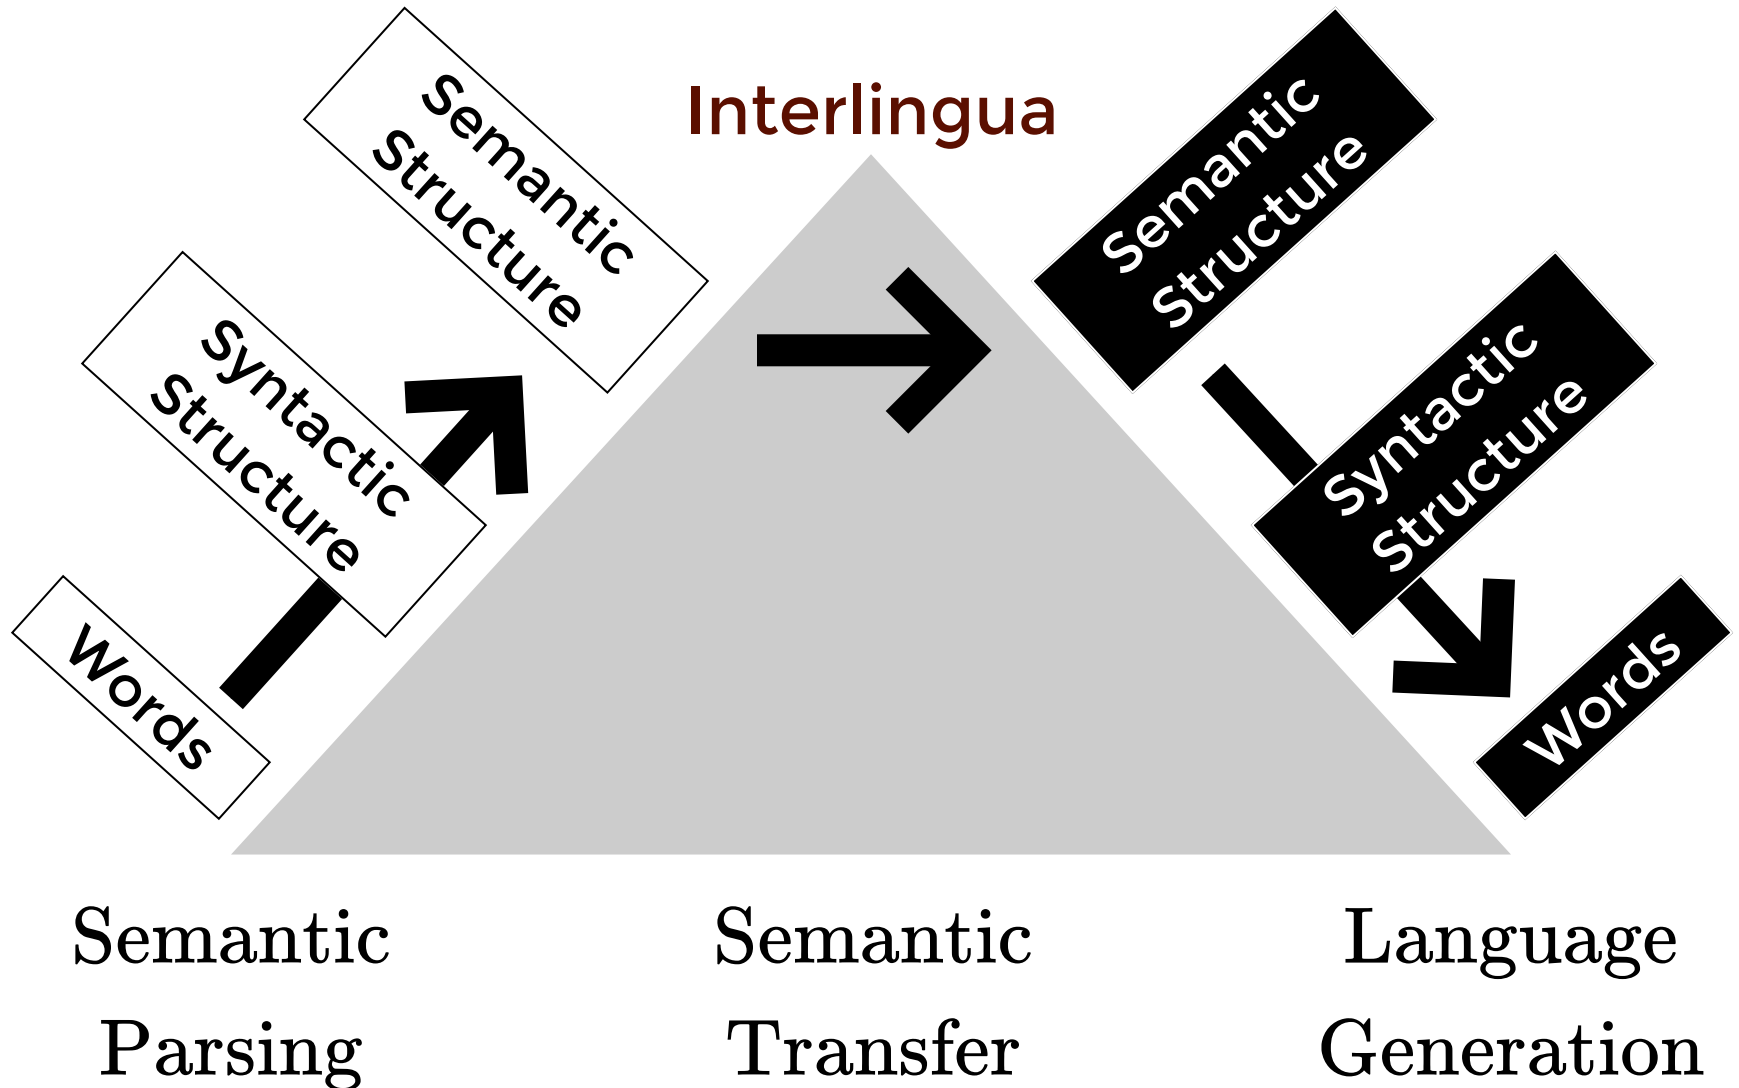 Interlingua
Semantic
Structure
Syntactic
Structure
Words
Semantic
Structure
Syntactic
Structure
Words
Semantic
Parsing
Semantic
Transfer
Language
Generation